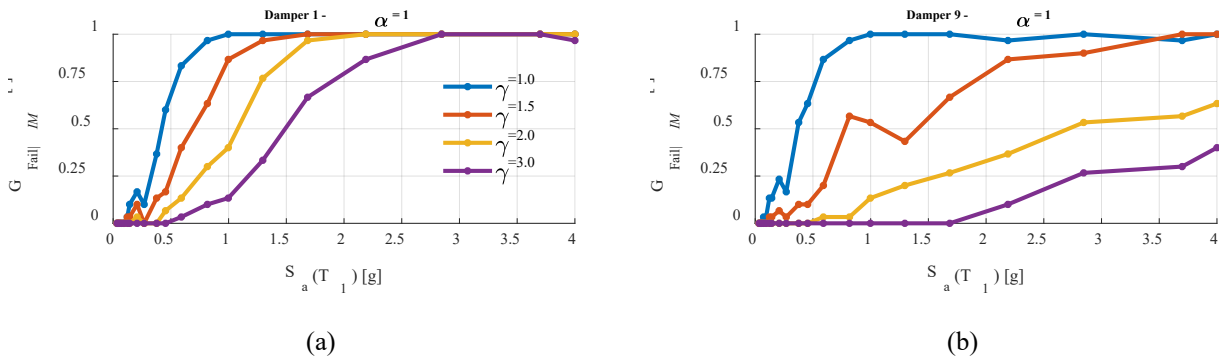 Damper 1 - α = 1
1
0.75
0.5
0.25
0
G Fail| IM
γ=1.0
γ=1.5
γ=2.0
γ=3.0
0 0.5 1 1.5 2 2.5 3 3.5 4
S a (T 1 ) [g]
(a)
Damper 9 - α = 1
1
0.75
0.5
0.25
0
G Fail| IM
0 0.5 1 1.5 2 2.5 3 3.5 4
S a (T 1 ) [g]
(b)